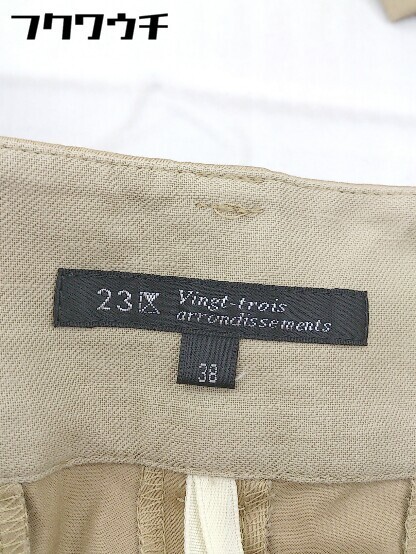 フクワウチ
23区 Vingt-trois
arrondissements
38